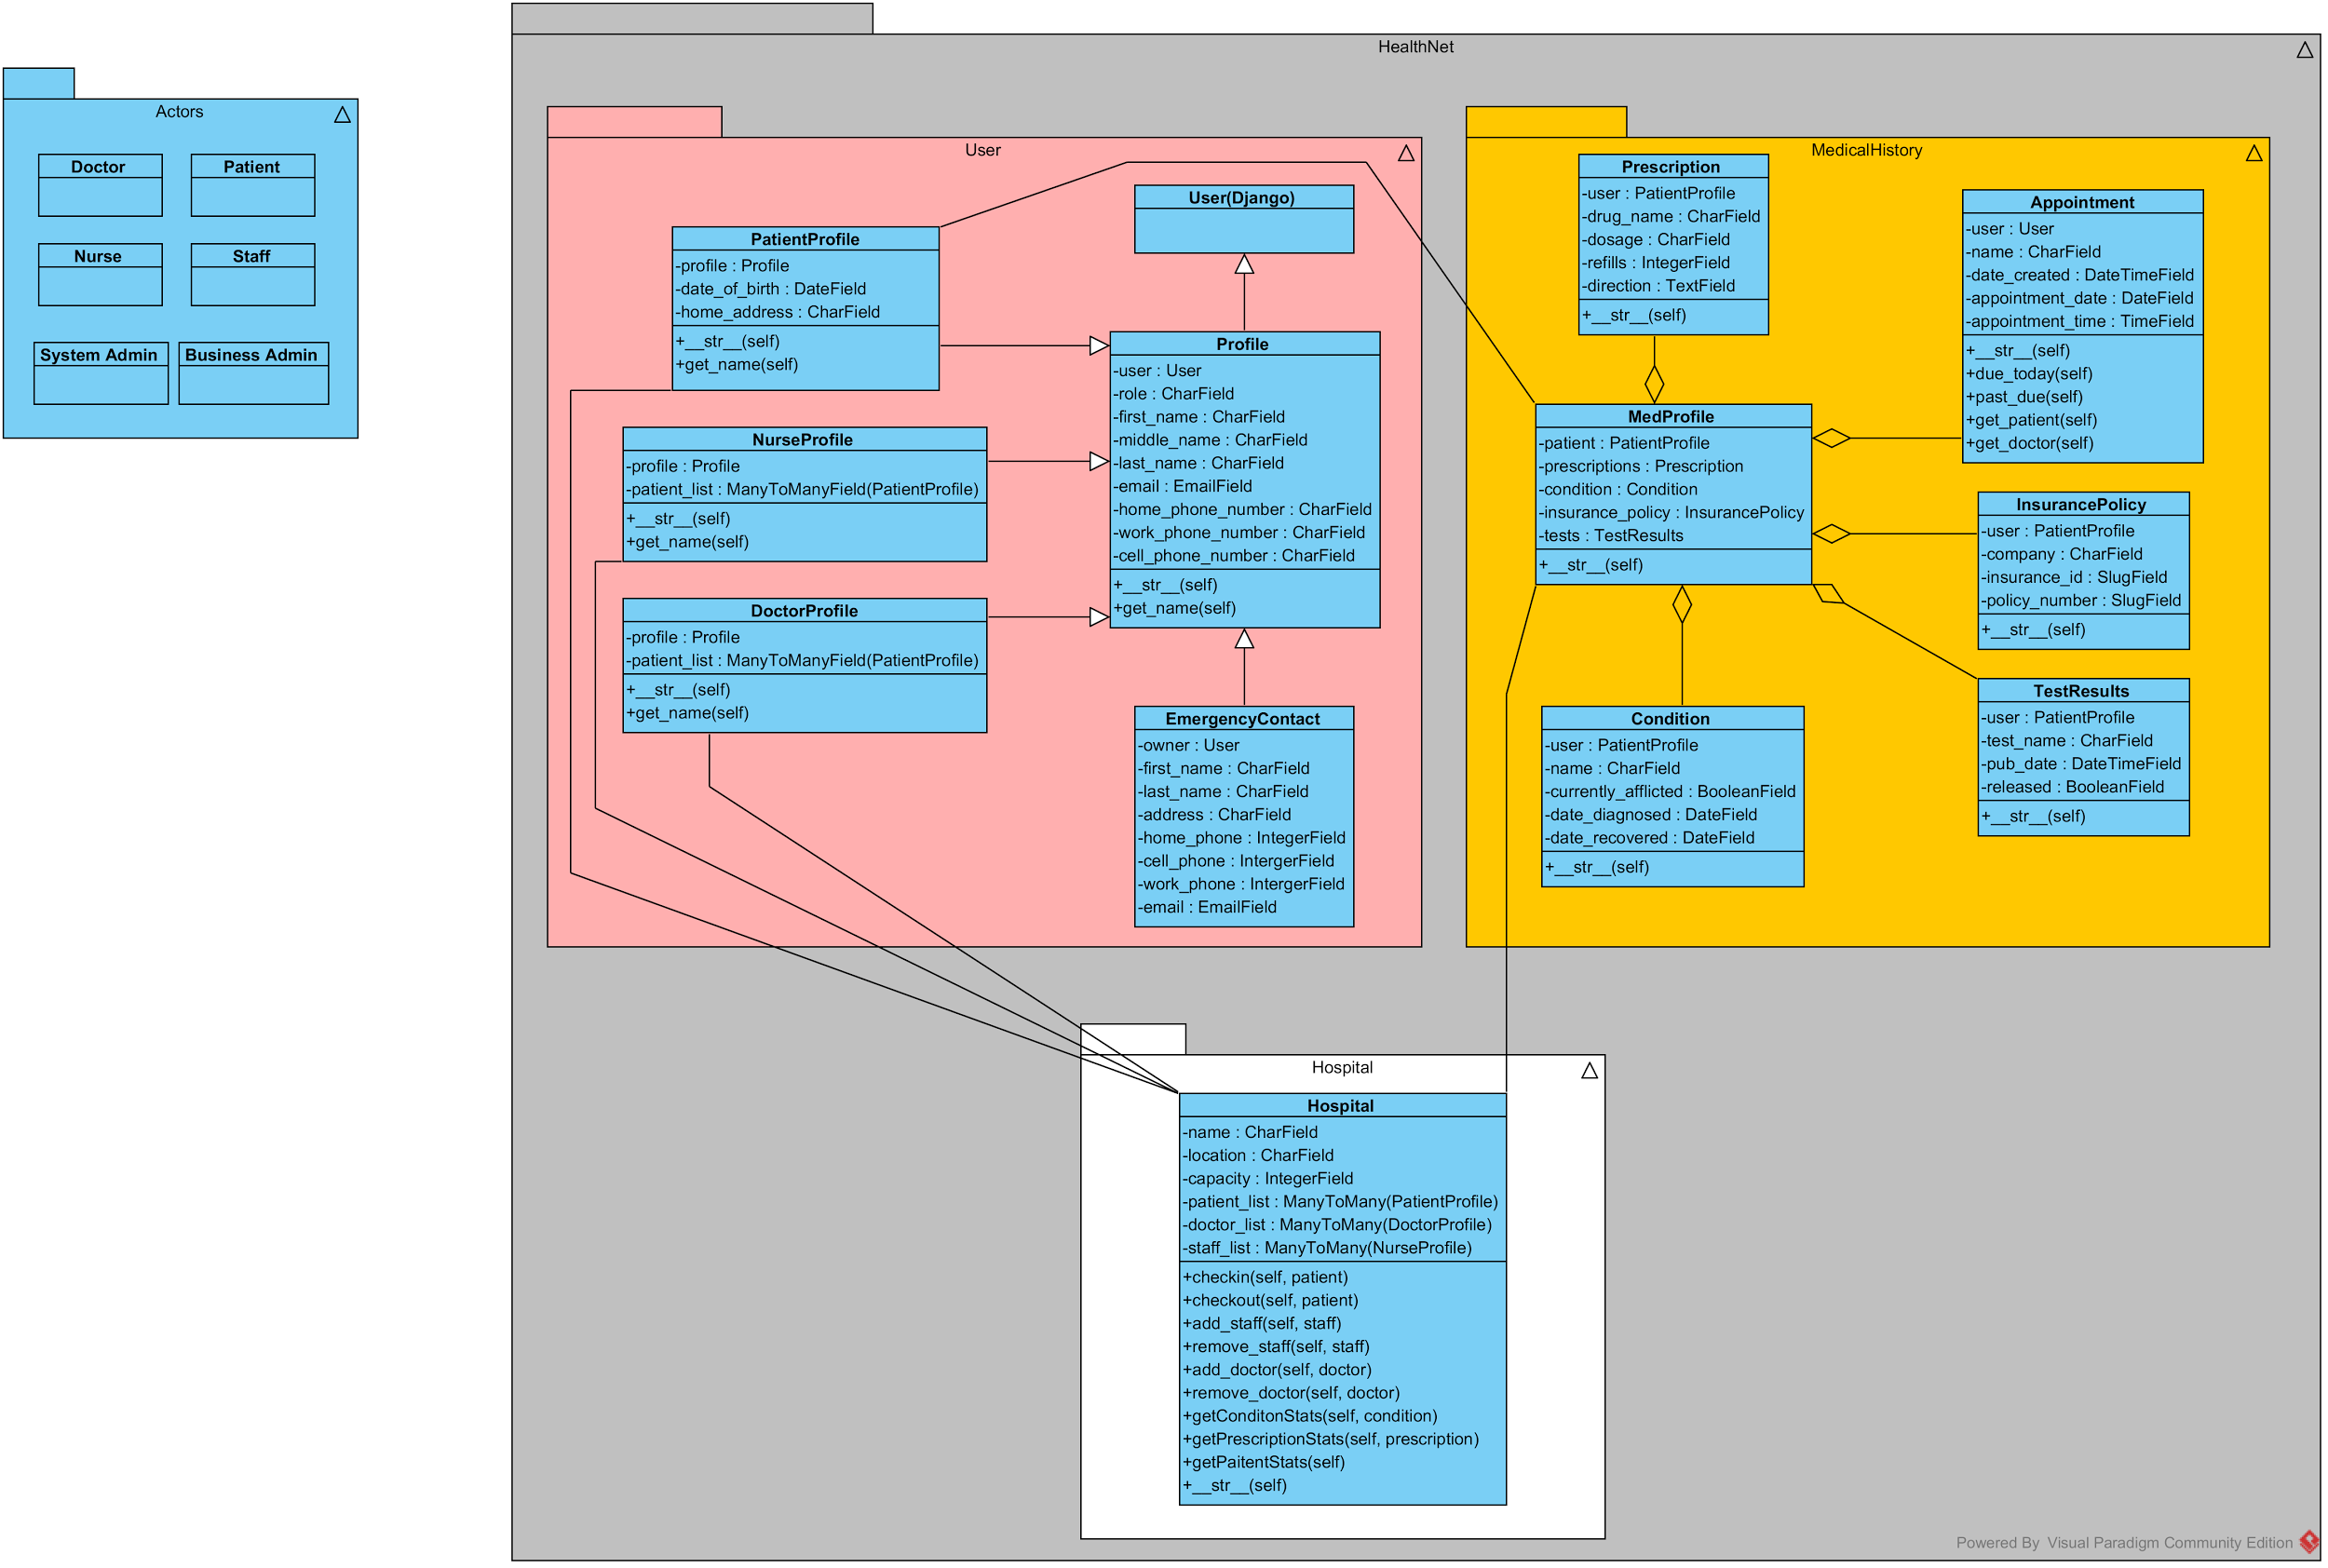 HealthNet
Actors
Doctor
Patient
Nurse
Staff
System Admin
Business Admin
User
User(Django)
PatientProfile
-profile : Profile
-date_of_birth : DateField
-home_address : CharField
+__str__(self)
+get_name(self)
Profile
-user : User
-role : CharField
-first_name : CharField
-middle_name : CharField
-last_name : CharField
-email : EmailField
-home_phone_number : CharField
-work_phone_number : CharField
-cell_phone_number : CharField
+__str__(self)
+get_name(self)
NurseProfile
-profile : Profile
-patient_list : ManyToManyField(PatientProfile)
+__str__(self)
+get_name(self)
DoctorProfile
-profile : Profile
-patient_list : ManyToManyField(PatientProfile)
+__str__(self)
+get_name(self)
EmergencyContact
-owner : User
-first_name : CharField
-last_name : CharField
-address : CharField
-home_phone : IntegerField
-cell_phone : IntergerField
-work_phone : IntergerField
-email : EmailField
MedicalHistory
Prescription
-user : PatientProfile
-drug_name : CharField
-dosage : CharField
-refills : IntegerField
-direction : TextField
+__str__(self)
Appointment
-user : User
-name : CharField
-date_created : DateTimeField
-appointment_date : DateField
-appointment_time : TimeField
+__str__(self)
+due_today(self)
+past_due(self)
+get_patient(self)
+get_doctor(self)
MedProfile
-patient : PatientProfile
-prescriptions : Prescription
-condition : Condition
-insurance_policy : InsurancePolicy
-tests : TestResults
+__str__(self)
InsurancePolicy
-user : PatientProfile
-company : CharField
-insurance_id : SlugField
-policy_number : SlugField
+__str__(self)
TestResults
-user : PatientProfile
-test_name : CharField
-pub_date : DateTimeField
-released : BooleanField
+__str__(self)
Condition
-user : PatientProfile
-name : CharField
-currently_afflicted : BooleanField
-date_diagnosed : DateField
-date_recovered : DateField
+__str__(self)
Hospital
Hospital
-name : CharField
-location : CharField
-capacity : IntegerField
-patient_list : ManyToMany(PatientProfile)
-doctor_list : ManyToMany(DoctorProfile)
-staff_list : ManyToMany(NurseProfile)
+checkin(self, patient)
+checkout(self, patient)
+add_staff(self, staff)
+remove_staff(self, staff)
+add_doctor(self, doctor)
+remove_doctor(self, doctor)
+getConditonStats(self, condition)
+getPrescriptionStats(self, prescription)
+getPaitentStats(self)
+__str__(self)
Powered By Visual Paradigm Community Edition